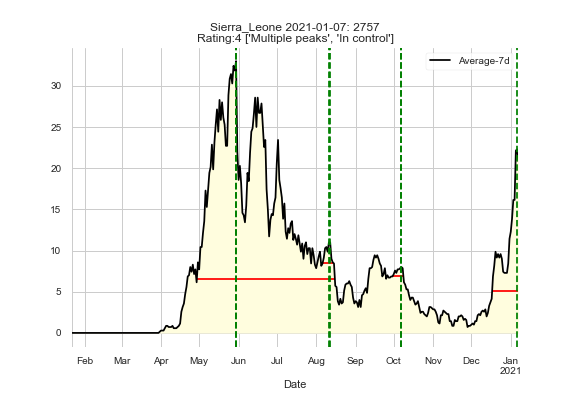 Sierra_Leone 2021-01-07: 2757
Rating:4 ['Multiple peaks', 'In control']
Average-7d
30
25
20
15
10
5
0
Feb Mar Apr May Jun Jul Aug Sep Oct Nov Dec Jan
2021
Date